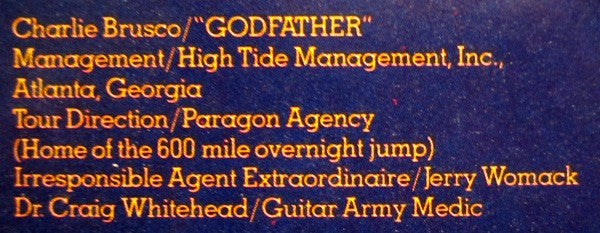 Charlie Brusco/"GODFATHER"
Management/High Tide Management, Inc.,
Atlanta, Georgia
Tour Direction/Paragon Agency
(Home of the 600 mile overnight jump)
Irresponsible Agent Extraordinaire/Jerry Womack
Dr. Craig Whitehead/Guitar Army Medic